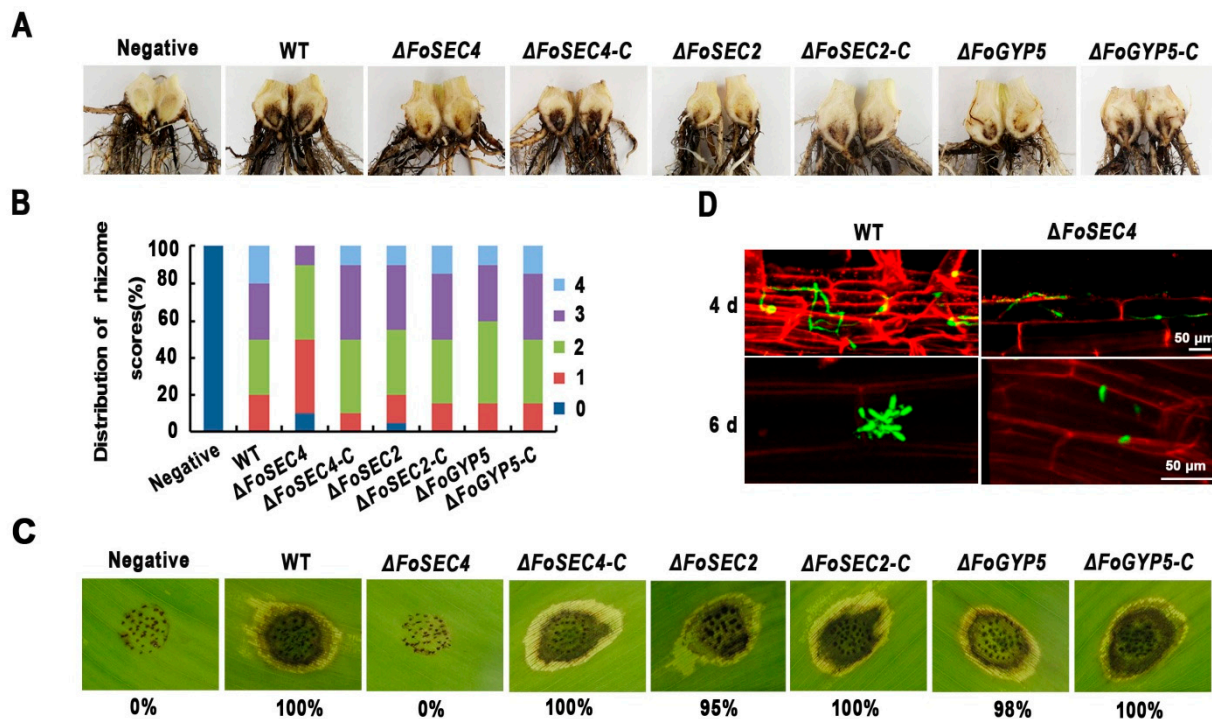 A
Negative WT ΔFoSEC4 ΔFoSEC4-C ΔFoSEC2 ΔFoSEC2-C ΔFoGYP5 ΔFoGYP5-C
B
Distribution of rhizome
scores(%)
100
80
60
40
20
0
4
3
2
1
0
Negative
WT
ΔFoSEC4
ΔFoSEC4-C
ΔFoSEC2
ΔFoSEC2-C
ΔFoGYP5
ΔFoGYP5-C
D
WT ΔFoSEC4
4 d
50 μm
6 d
50 μm
C
Negative WT ΔFoSEC4 ΔFoSEC4-C ΔFoSEC2 ΔFoSEC2-C ΔFoGYP5 ΔFoGYP5-C
0% 100% 0% 100% 95% 100% 98% 100%